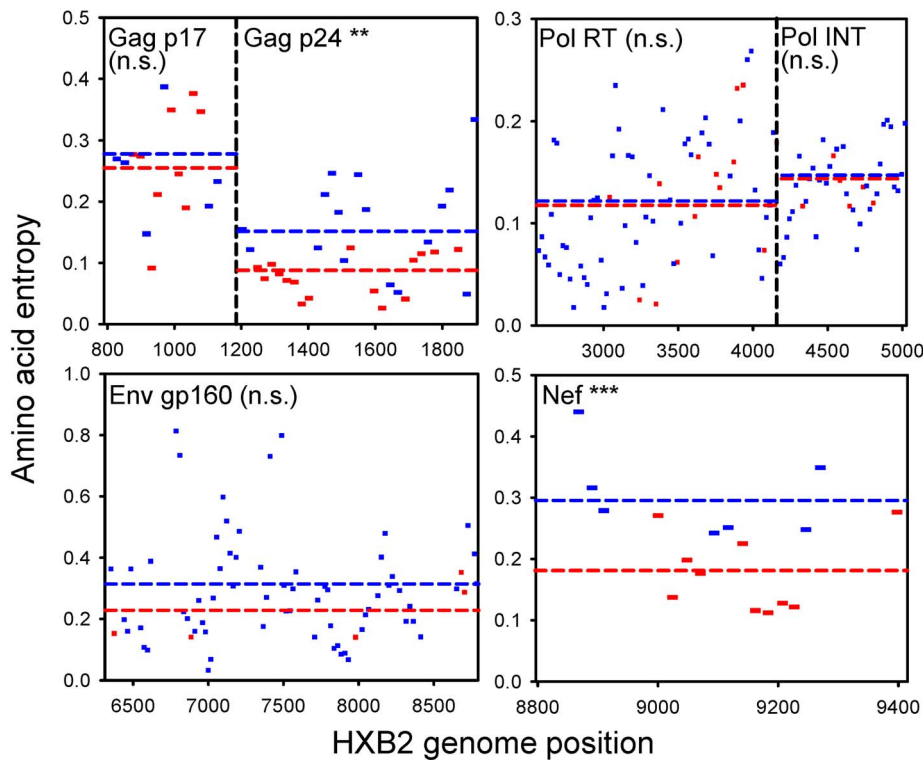 Gag p17
(n.s.)
Gag p24 **
Pol RT (n.s.)
Pol INT
(n.s.)
0.5
0.4
0.3
0.2
0.1
0.0
0.3
0.2
0.1
0.0
800 1000 1200 1400 1600 1800
3000 3500 4000 4500 5000
Amino acid entropy
Env gp160 (n.s.)
Nef ***
1.0
0.8
0.6
0.4
0.2
0.0
0.5
0.4
0.3
0.2
0.1
0.0
6500 7000 7500 8000 8500
8800 9000 9200 9400
HXB2 genome position